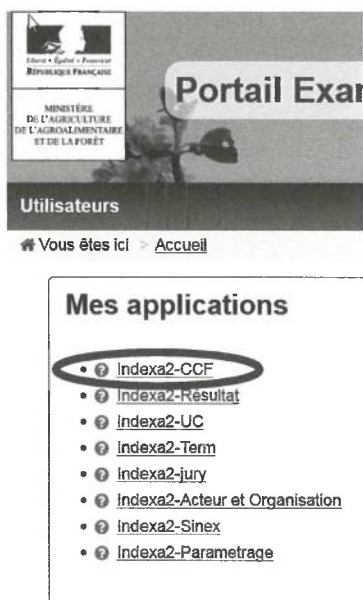 Liberté • Égalité • Fraternité
RÉPUBLIQUE FRANÇAISE
MINISTÈRE
DE L'AGRICULTURE
DE L'AGROALIMENTAIRE
ET DE LA FORÊT
Portail Exa
Utilisateurs
Vous êtes ici > Accueil
Mes applications
• Indexa2-CCF
• Indexa2-Résultat
• Indexa2-UC
• Indexa2-Term
• Indexa2-jury
• Indexa2-Acteur et Organisation
• Indexa2-Sinex
• Indexa2-Parametrage